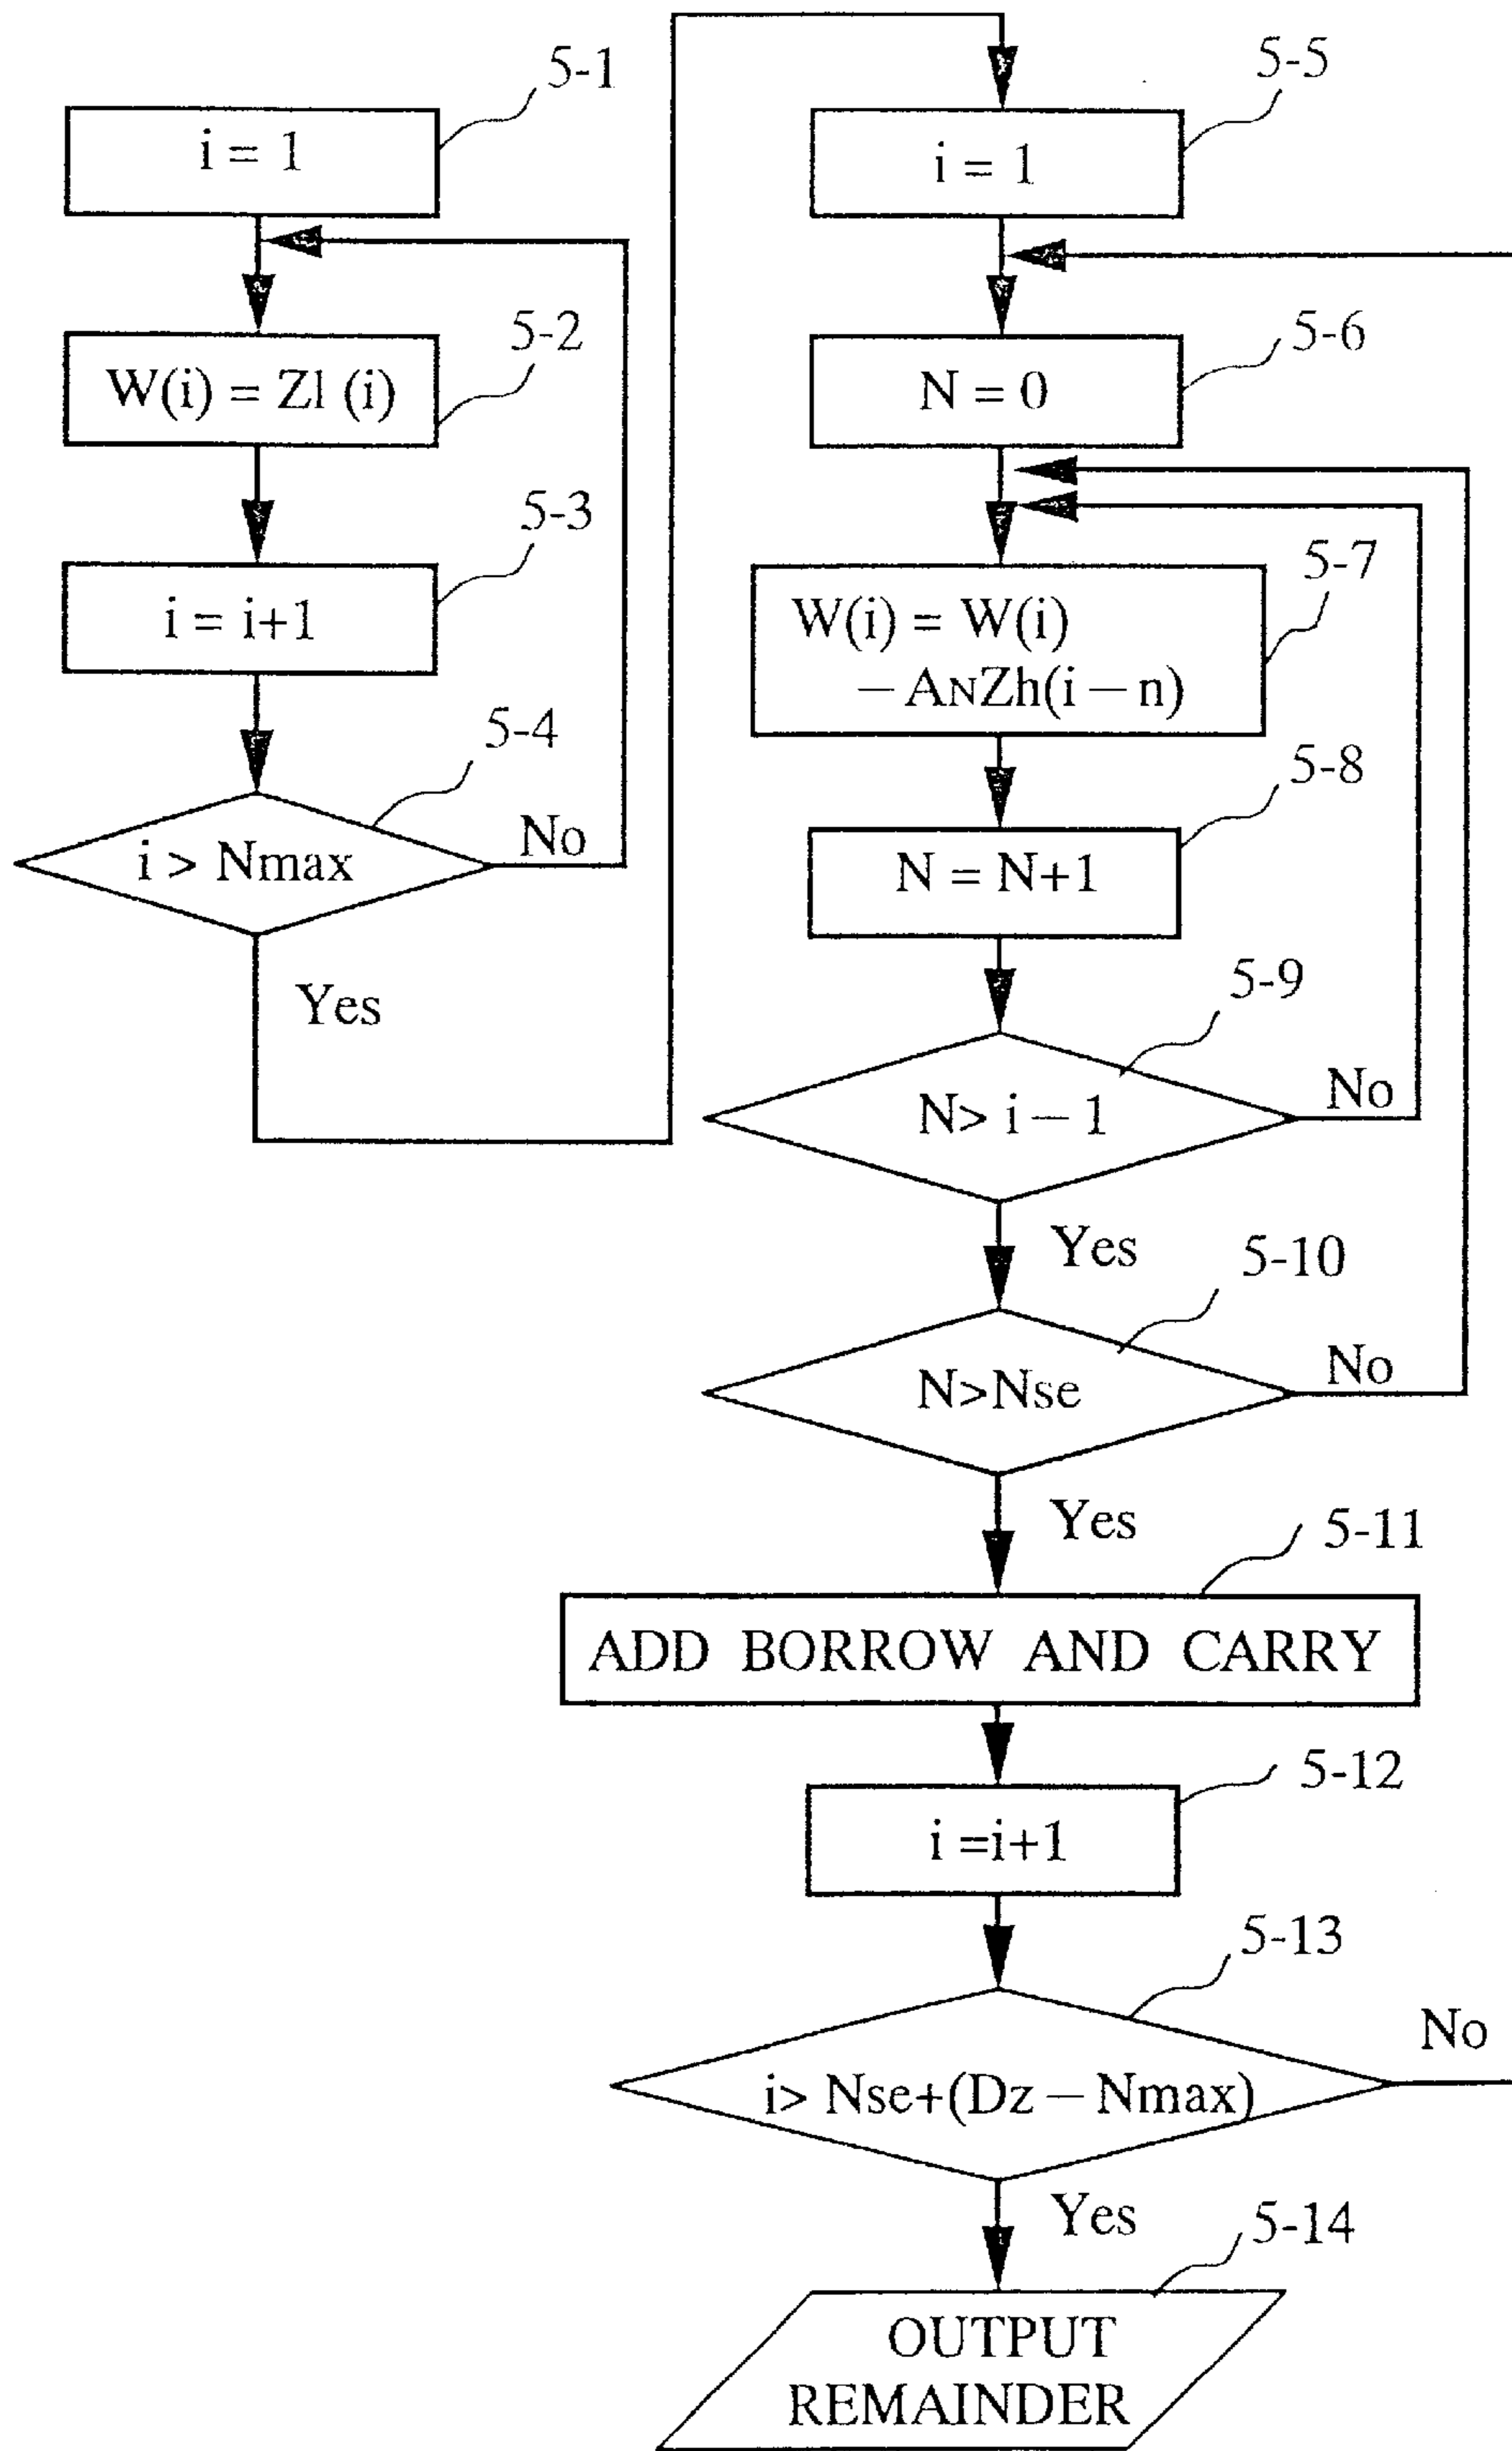 5-1
i = 1
5-2
W(i) = Zl (i)
5-3
i = i+1
5-4
i > Nmax
No
Yes
5-5
i = 1
5-6
N = 0
5-7
W(i) = W(i)
− ANZh(i − n)
5-8
N = N+1
5-9
N> i − 1
No
Yes
5-10
N>Nse
No
Yes
5-11
ADD BORROW AND CARRY
5-12
i =i+1
5-13
i> Nse+(Dz − Nmax)
No
Yes
5-14
OUTPUT
REMAINDER